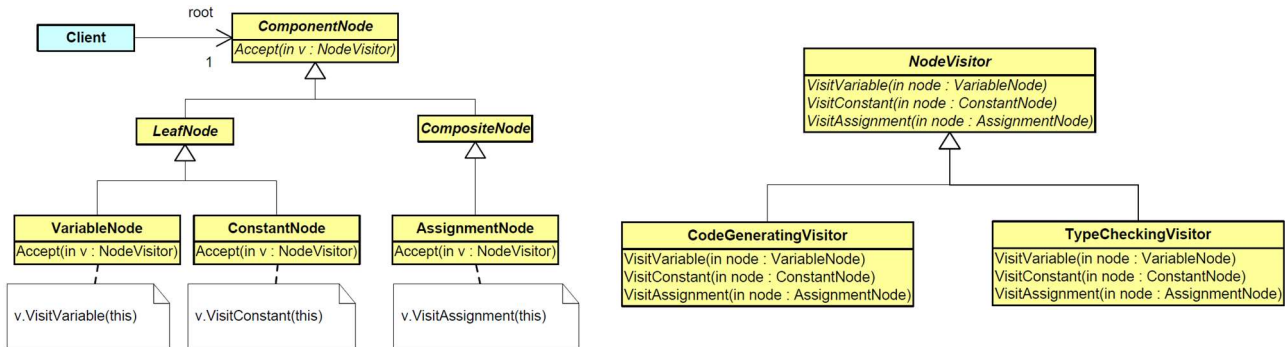 root
Client
ComponentNode
Accept(in v : NodeVisitor)
1
LeafNode
CompositeNode
VariableNode
Accept(in v : NodeVisitor)
ConstantNode
Accept(in v : NodeVisitor)
AssignmentNode
Accept(in v : NodeVisitor)
v.VisitVariable(this)
v.VisitConstant(this)
v.VisitAssignment(this)
NodeVisitor
VisitVariable(in node : VariableNode)
VisitConstant(in node : ConstantNode)
VisitAssignment(in node : AssignmentNode)
CodeGeneratingVisitor
VisitVariable(in node : VariableNode)
VisitConstant(in node : ConstantNode)
VisitAssignment(in node : AssignmentNode)
TypeCheckingVisitor
VisitVariable(in node : VariableNode)
VisitConstant(in node : ConstantNode)
VisitAssignment(in node : AssignmentNode)